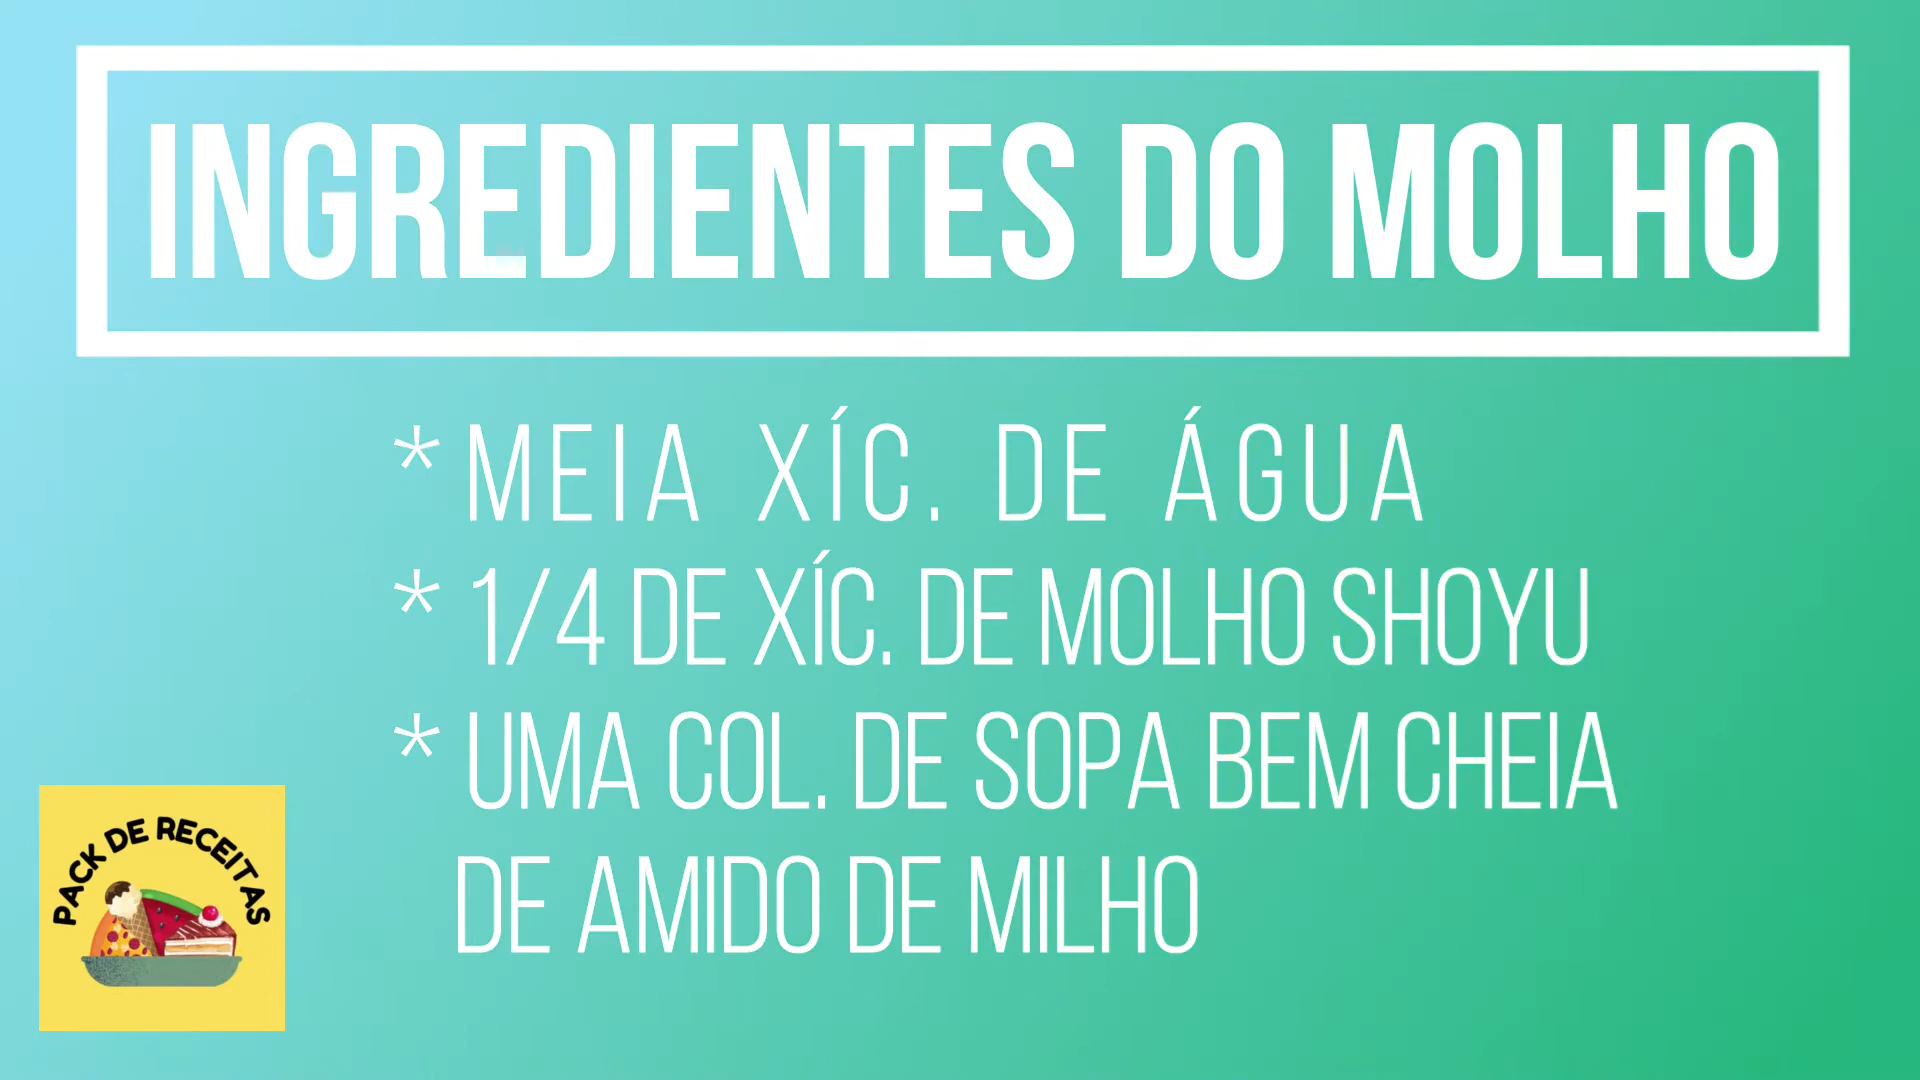 INGREDIENTES DO MOLHO
* MEIA XÍC. DE ÁGUA
* 1/4 DE XÍC. DE MOLHO SHOYU
* UMA COL. DE SOPA BEM CHEIA
DE AMIDO DE MILHO
PACK DE RECEITAS